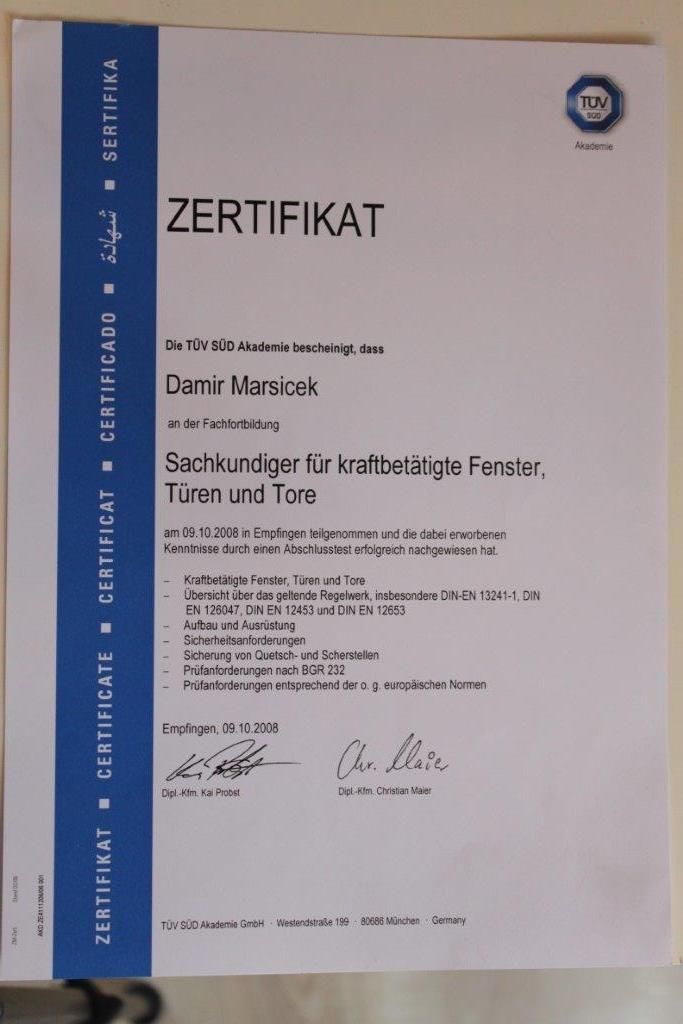 TÜV
SÜD
Akademie
ZERTIFIKAT
Die TÜV SÜD Akademie bescheinigt, dass
Damir Marsicek
an der Fachfortbildung
Sachkundiger für kraftbetätigte Fenster,
Türen und Tore
am 09.10.2008 in Empfingen teilgenommen und die dabei erworbenen
Kenntnisse durch einen Abschlusstest erfolgreich nachgewiesen hat.
– Kraftbetätigte Fenster, Türen und Tore
– Übersicht über das geltende Regelwerk, insbesondere DIN-EN 13241-1, DIN
EN 126047, DIN EN 12453 und DIN EN 12653
– Aufbau und Ausrüstung
– Sicherheitsanforderungen
– Sicherung von Quetsch- und Scherstellen
– Prüfanforderungen nach BGR 232
– Prüfanforderungen entsprechend der o. g. europäischen Normen
Empfingen, 09.10.2008
Chr. Maier
Dipl.-Kfm. Kai Probst
Dipl.-Kfm. Christian Maier
TÜV SÜD Akademie GmbH · Westendstraße 199 · 80686 München · Germany
ZERTIFIKAT ■ CERTIFICATE ■ CERTIFICAT ■ CERTIFICADO ■ شهادة ■ SERTIFIKA